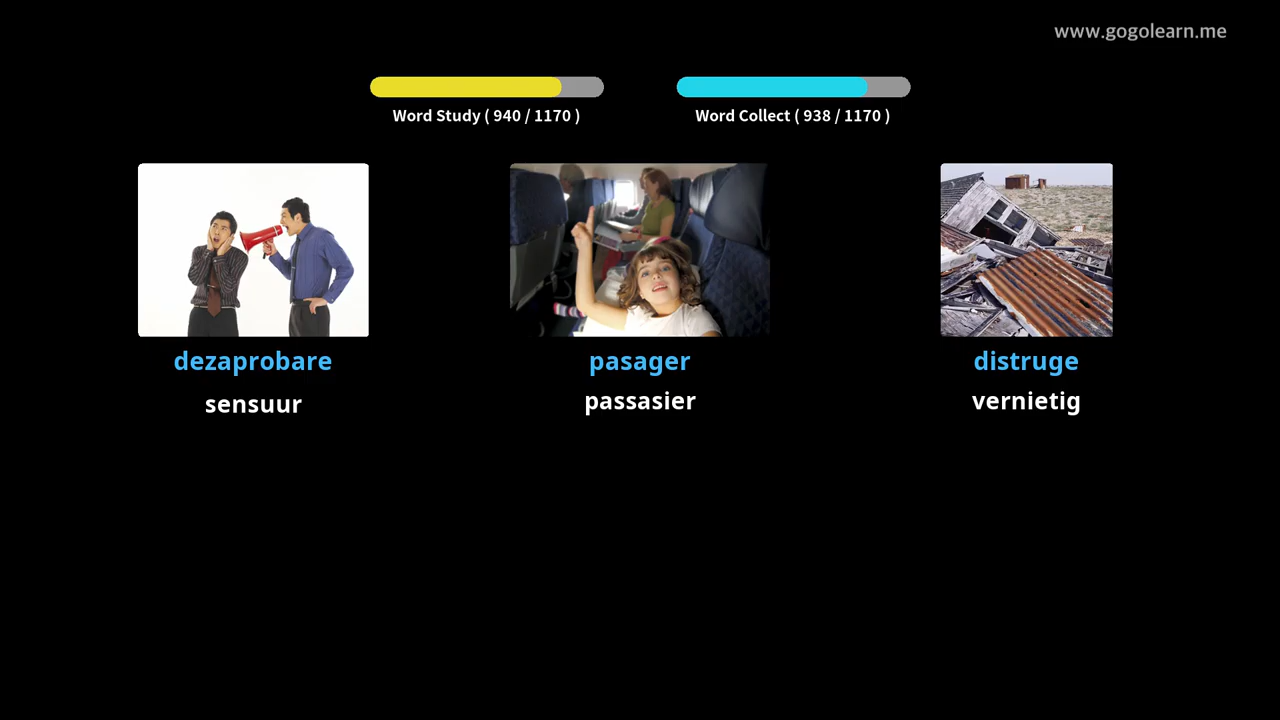 www.gogolearn.me
Word Study ( 940 / 1170 )
Word Collect ( 938 / 1170 )
dezaprobare
sensuur
pasager
passasier
distruge
vernietig